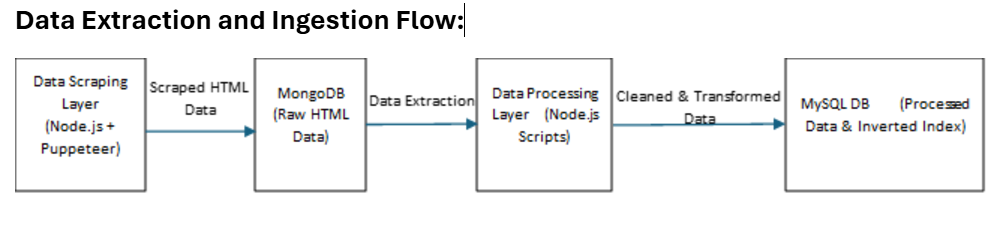 Data Extraction and Ingestion Flow:
Data Scraping
Layer
(Node.js +
Puppeteer)
Scraped HTML
Data
MongoDB
(Raw HTML
Data)
Data Extraction
Data Processing
Layer (Node.js
Scripts)
Cleaned & Transformed
Data
MySQL DB (Processed
Data & Inverted Index)